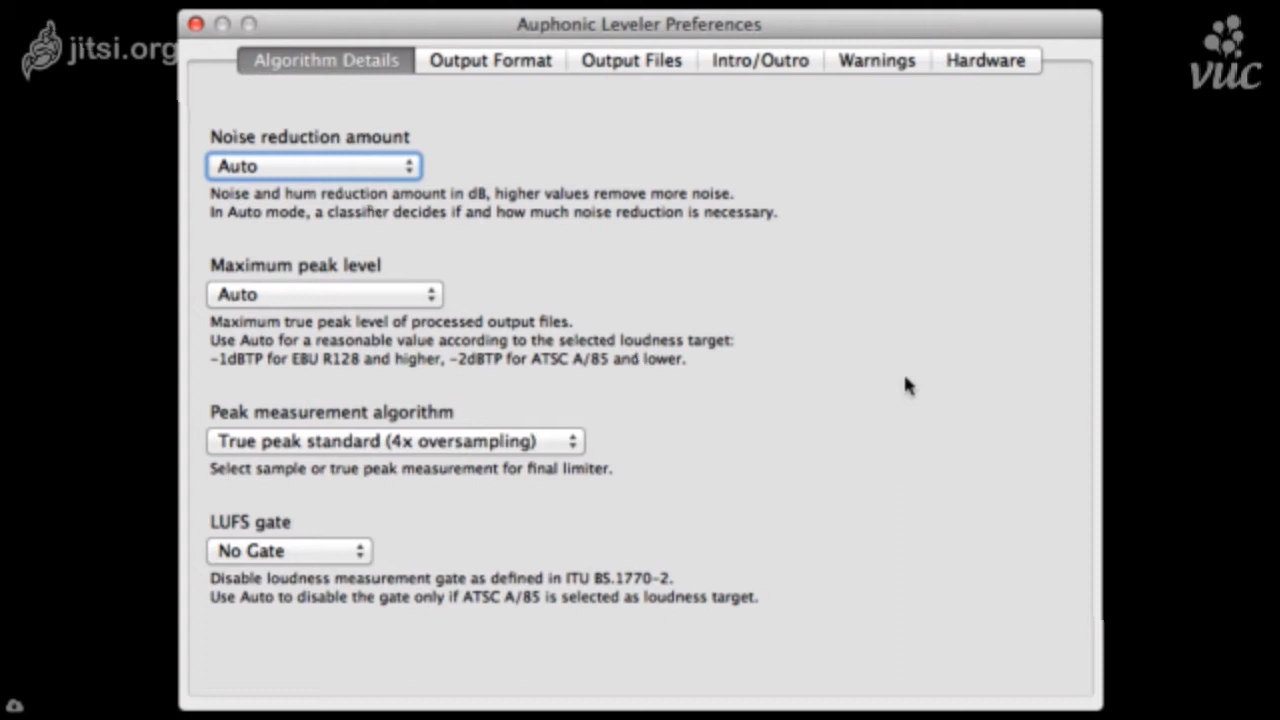 Auphonic Leveler Preferences
jitsi.org
vuc
Algorithm Details
Output Format
Output Files
Intro/Outro
Warnings
Hardware
Noise reduction amount
Auto
Noise and hum reduction amount in dB, higher values remove more noise.
In Auto mode, a classifier decides if and how much noise reduction is necessary.
Maximum peak level
Auto
Maximum true peak level of processed output files.
Use Auto for a reasonable value according to the selected loudness target:
-1dBTP for EBU R128 and higher, -2dBTP for ATSC A/85 and lower.
Peak measurement algorithm
True peak standard (4x oversampling)
Select sample or true peak measurement for final limiter.
LUFS gate
No Gate
Disable loudness measurement gate as defined in ITU BS.1770-2.
Use Auto to disable the gate only if ATSC A/85 is selected as loudness target.